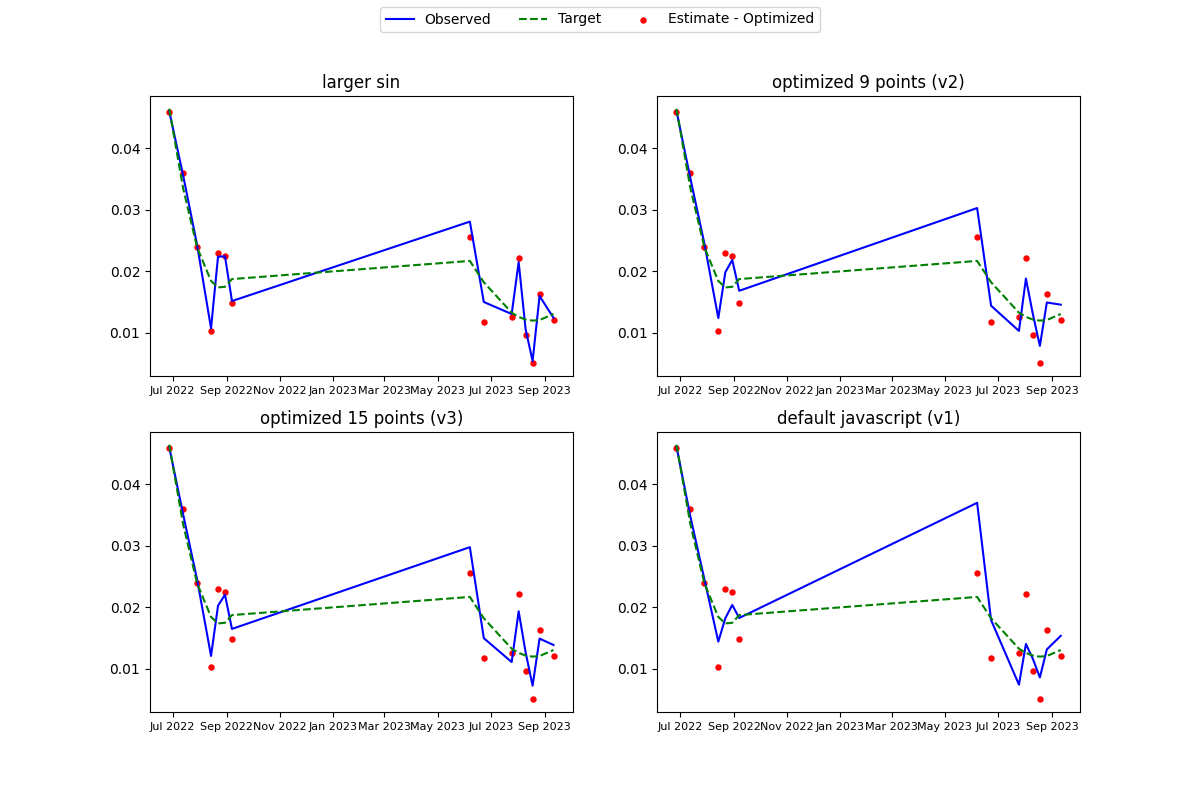 Observed Target Estimate - Optimized
larger sin
0.04
0.03
0.02
0.01
Jul 2022 Sep 2022 Nov 2022 Jan 2023 Mar 2023 May 2023 Jul 2023 Sep 2023
optimized 9 points (v2)
0.04
0.03
0.02
0.01
Jul 2022 Sep 2022 Nov 2022 Jan 2023 Mar 2023 May 2023 Jul 2023 Sep 2023
optimized 15 points (v3)
0.04
0.03
0.02
0.01
Jul 2022 Sep 2022 Nov 2022 Jan 2023 Mar 2023 May 2023 Jul 2023 Sep 2023
default javascript (v1)
0.04
0.03
0.02
0.01
Jul 2022 Sep 2022 Nov 2022 Jan 2023 Mar 2023 May 2023 Jul 2023 Sep 2023